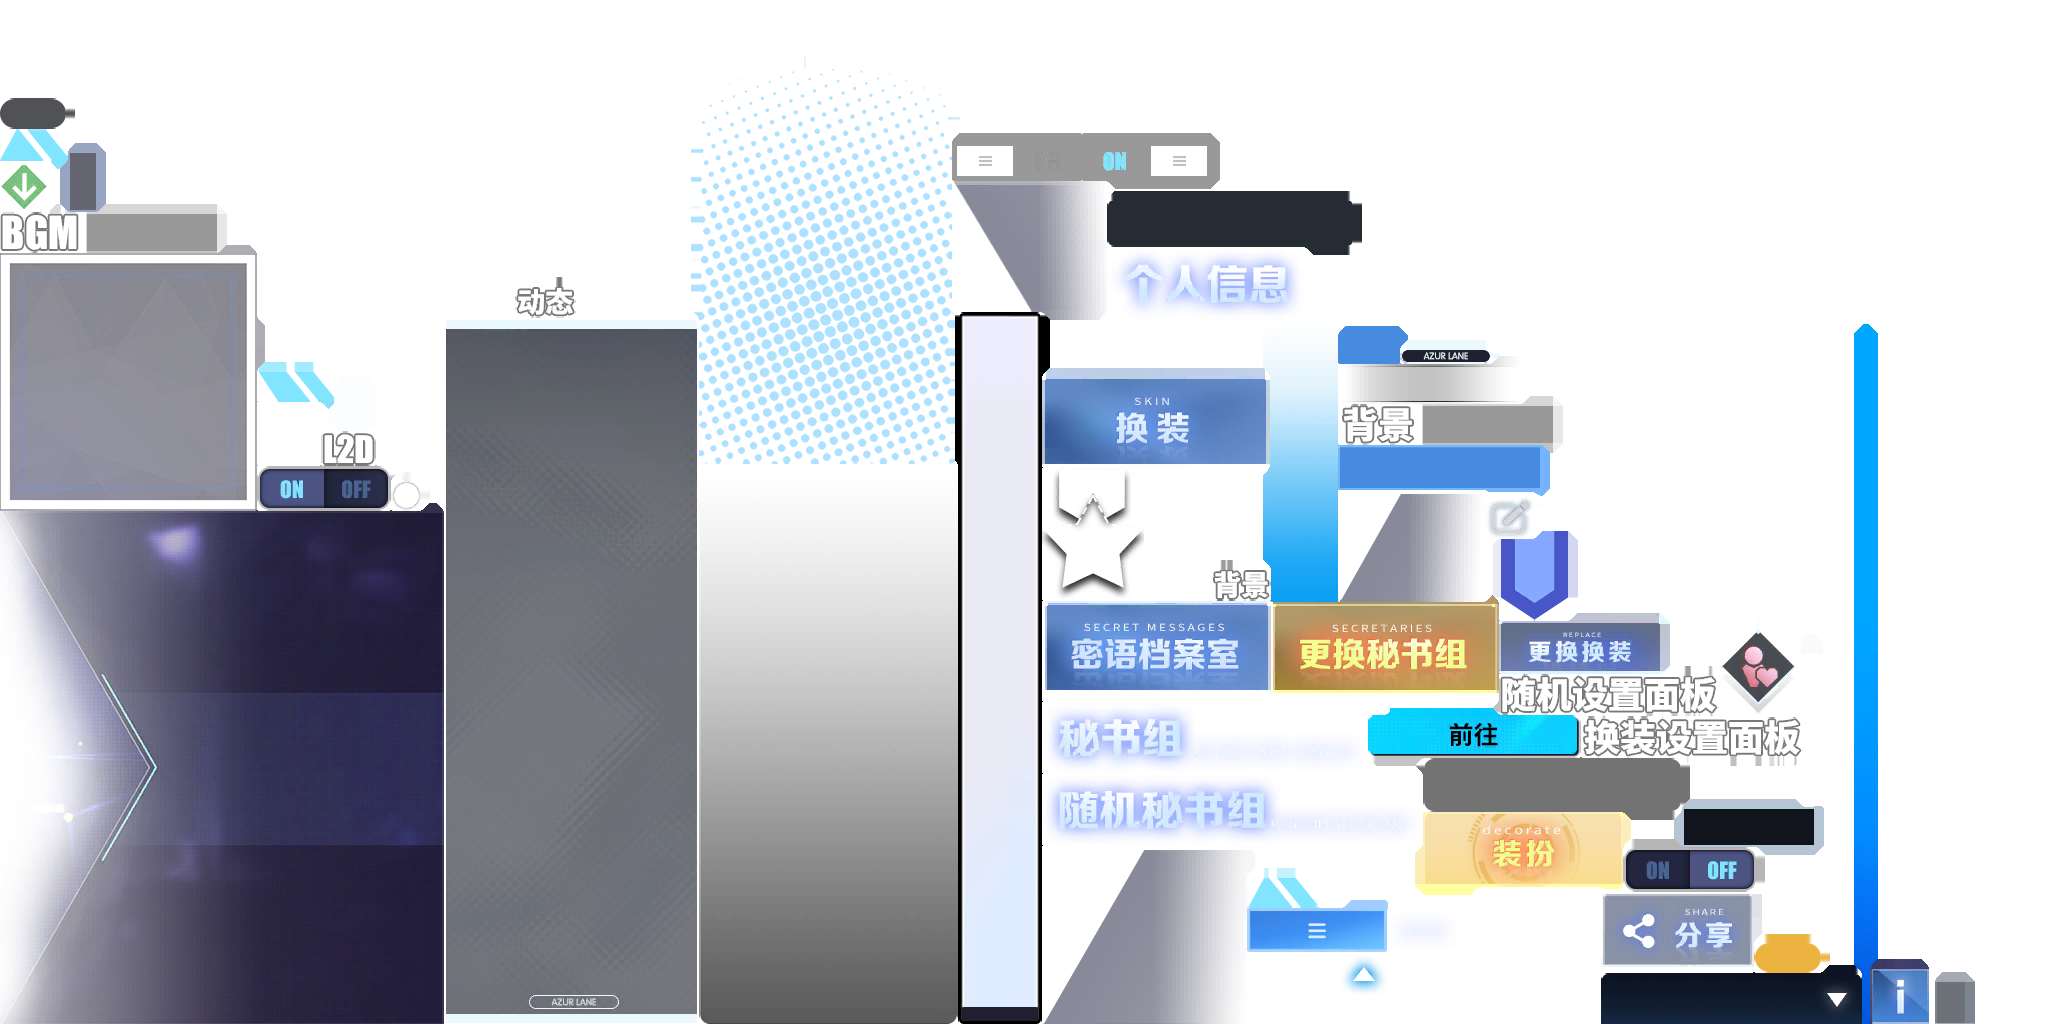 BGM
L2D
ON OFF
动态
AZUR LANE
ON
个人信息
AZUR LANE
SKIN
换装
背景
背景
SECRET MESSAGES
密语档案室
SECRETARIES
更换秘书组
REPLACE
更换换装
随机设置面板
秘书组
前往
换装设置面板
随机秘书组
decorate
装扮
ON OFF
SHARE
分享
i